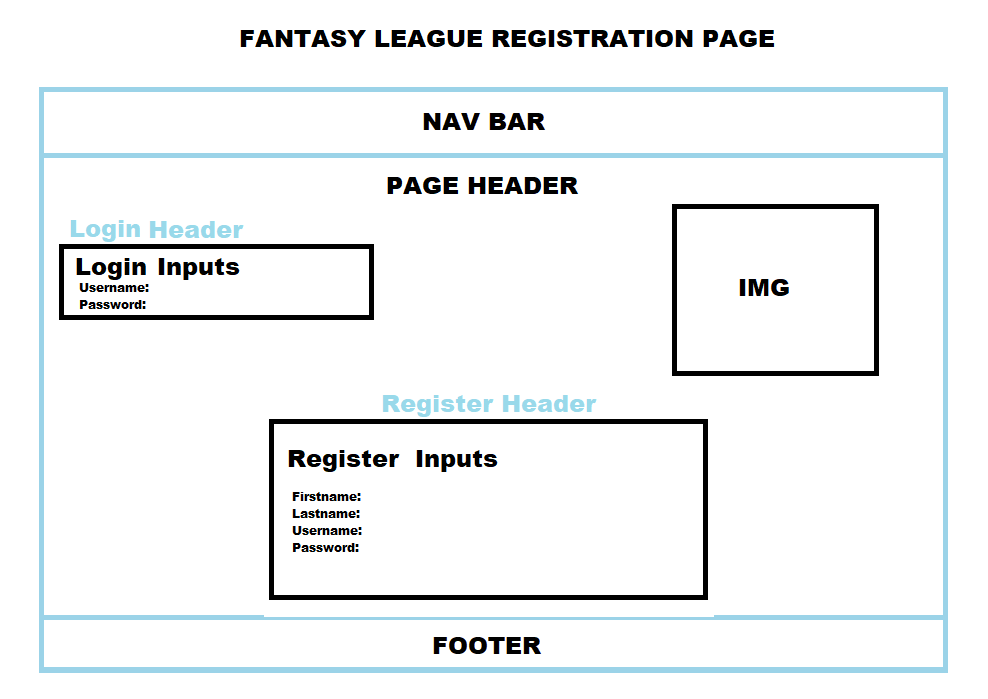 FANTASY LEAGUE REGISTRATION PAGE
NAV BAR
PAGE HEADER
Login Header
Login Inputs
Username:
Password:
IMG
Register Header
Register Inputs
Firstname:
Lastname:
Username:
Password:
FOOTER